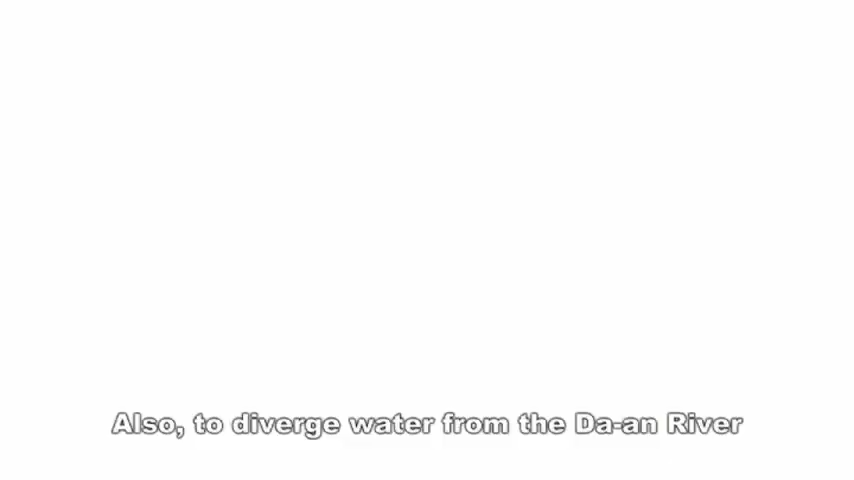 Also, to diverge water from the Da-an River